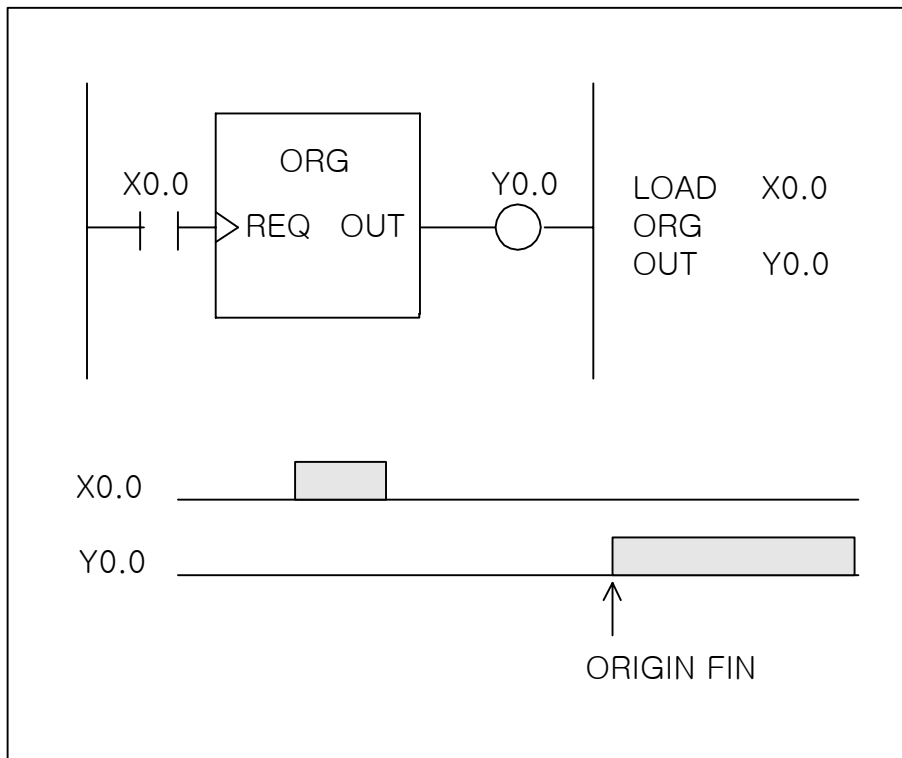 ORG
X0.0
REQ OUT
Y0.0
LOAD X0.0
ORG
OUT Y0.0
X0.0
Y0.0
ORIGIN FIN